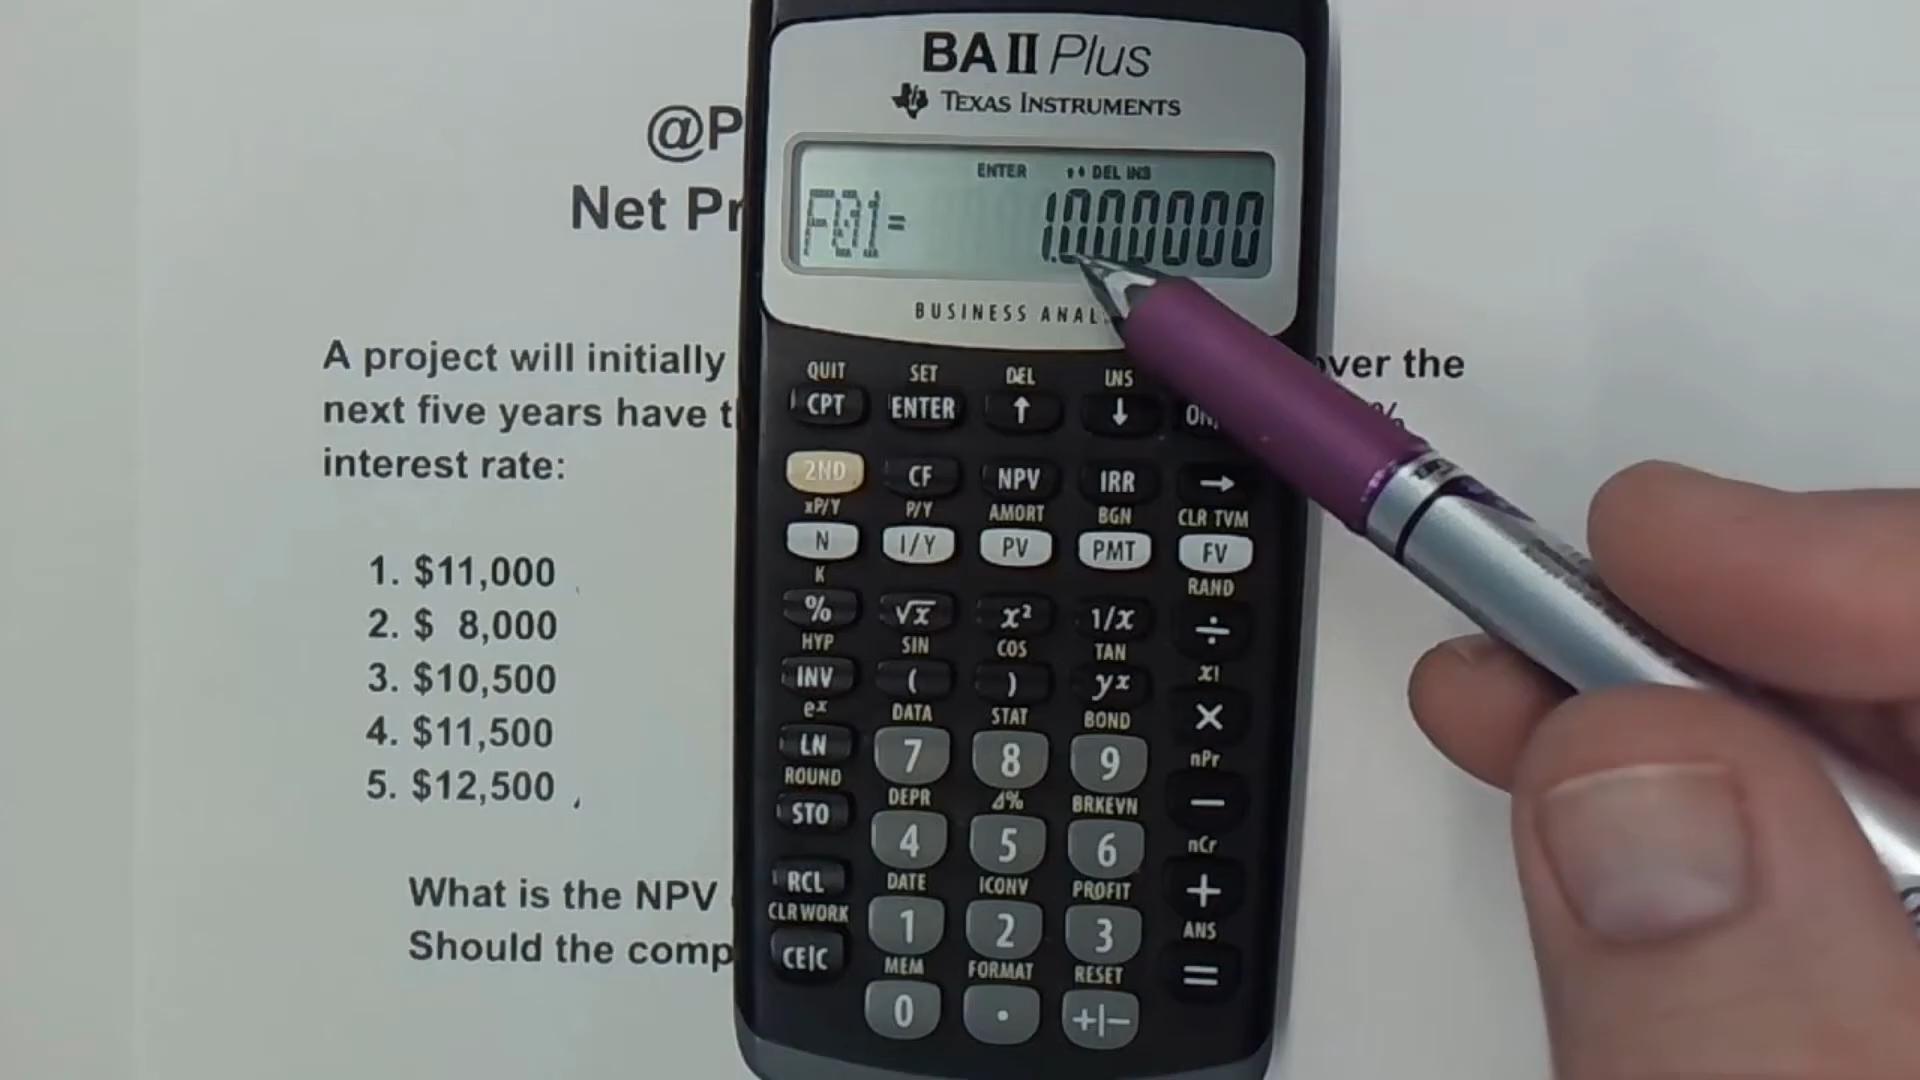 BA II Plus
TEXAS INSTRUMENTS
ENTER ↑↓ DEL INS
F01= 1.000000
BUSINESS
@P
Net Pr
A project will initially over the
next five years have t %
interest rate:
1. $11,000
2. $ 8,000
3. $10,500
4. $11,500
5. $12,500
What is the NPV
Should the comp
QUIT SET DEL INS
CPT ENTER ↑ ↓ ON
2ND CF NPV IRR →
xP/Y P/Y AMORT BGN CLR TVM
N I/Y PV PMT FV
K RAND
% √x x² 1/x ÷
HYP SIN COS TAN x!
INV ( ) yˣ ×
eˣ DATA STAT BOND nPr
LN 7 8 9 −
ROUND DEPR Δ% BRKEVN nCr
STO 4 5 6 +
DATE ICONV PROFIT ANS
RCL 1 2 3 =
CLR WORK MEM FORMAT RESET
CE|C 0 . +|−